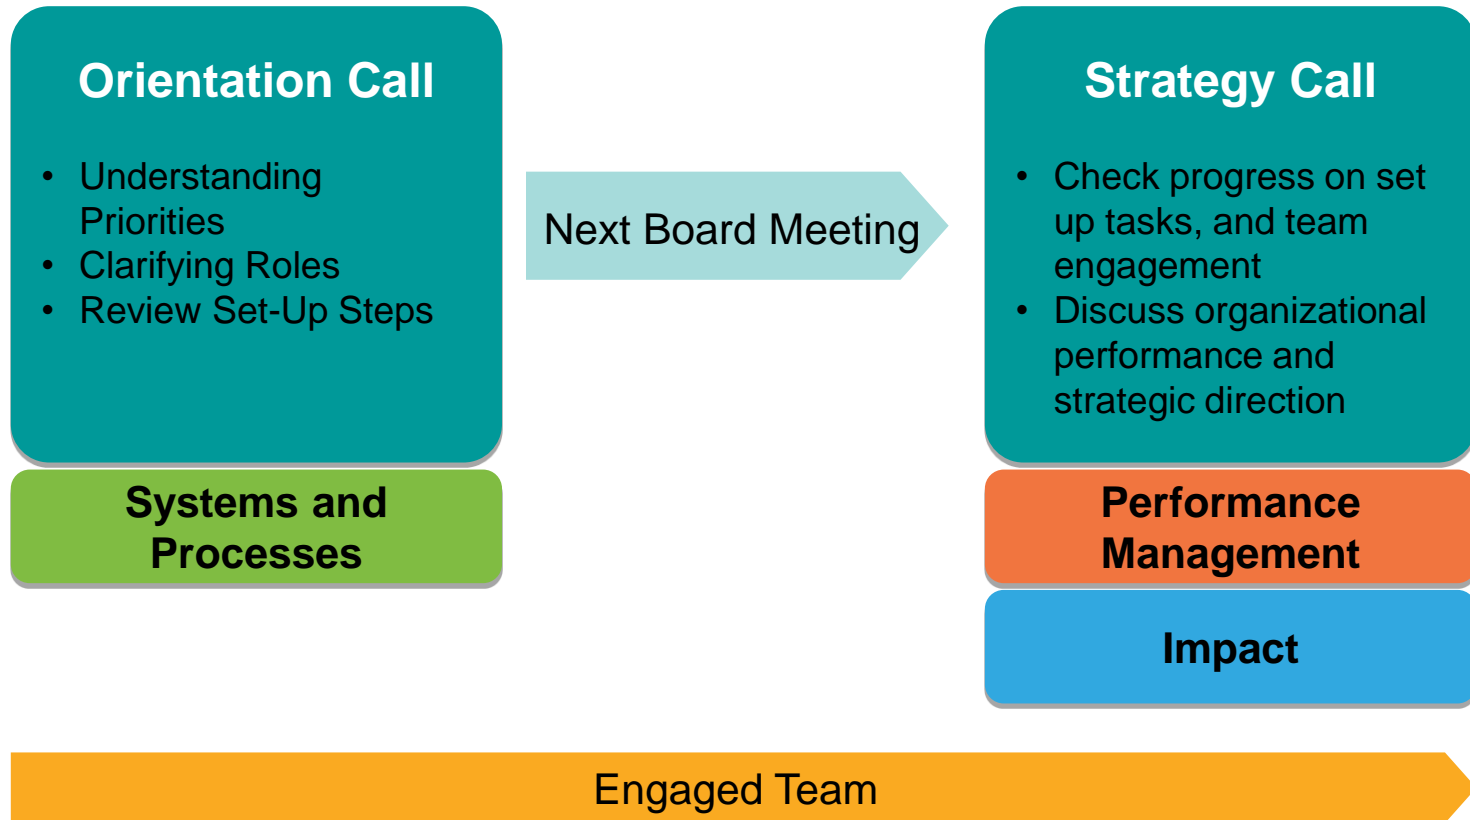 Orientation Call
• Understanding
Priorities
• Clarifying Roles
• Review Set-Up Steps
Systems and
Processes
Next Board Meeting
Strategy Call
• Check progress on set
up tasks, and team
engagement
• Discuss organizational
performance and
strategic direction
Performance
Management
Impact
Engaged Team